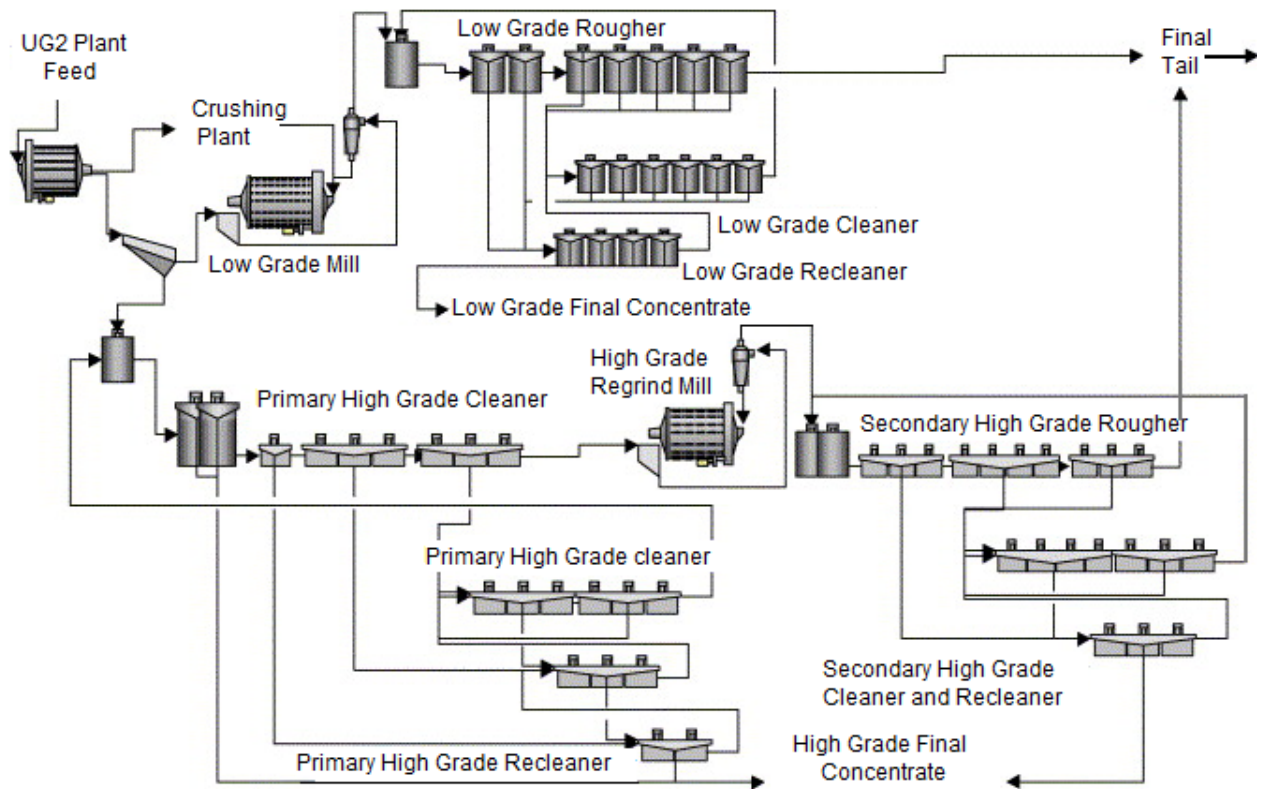 UG2 Plant
Feed
Crushing
Plant
Low Grade Rougher
Final
Tail
Low Grade Mill
Low Grade Cleaner
Low Grade Recleaner
Low Grade Final Concentrate
High Grade
Regrind Mill
Primary High Grade Cleaner
Secondary High Grade Rougher
Primary High Grade cleaner
Secondary High Grade
Cleaner and Recleaner
Primary High Grade Recleaner
High Grade Final
Concentrate